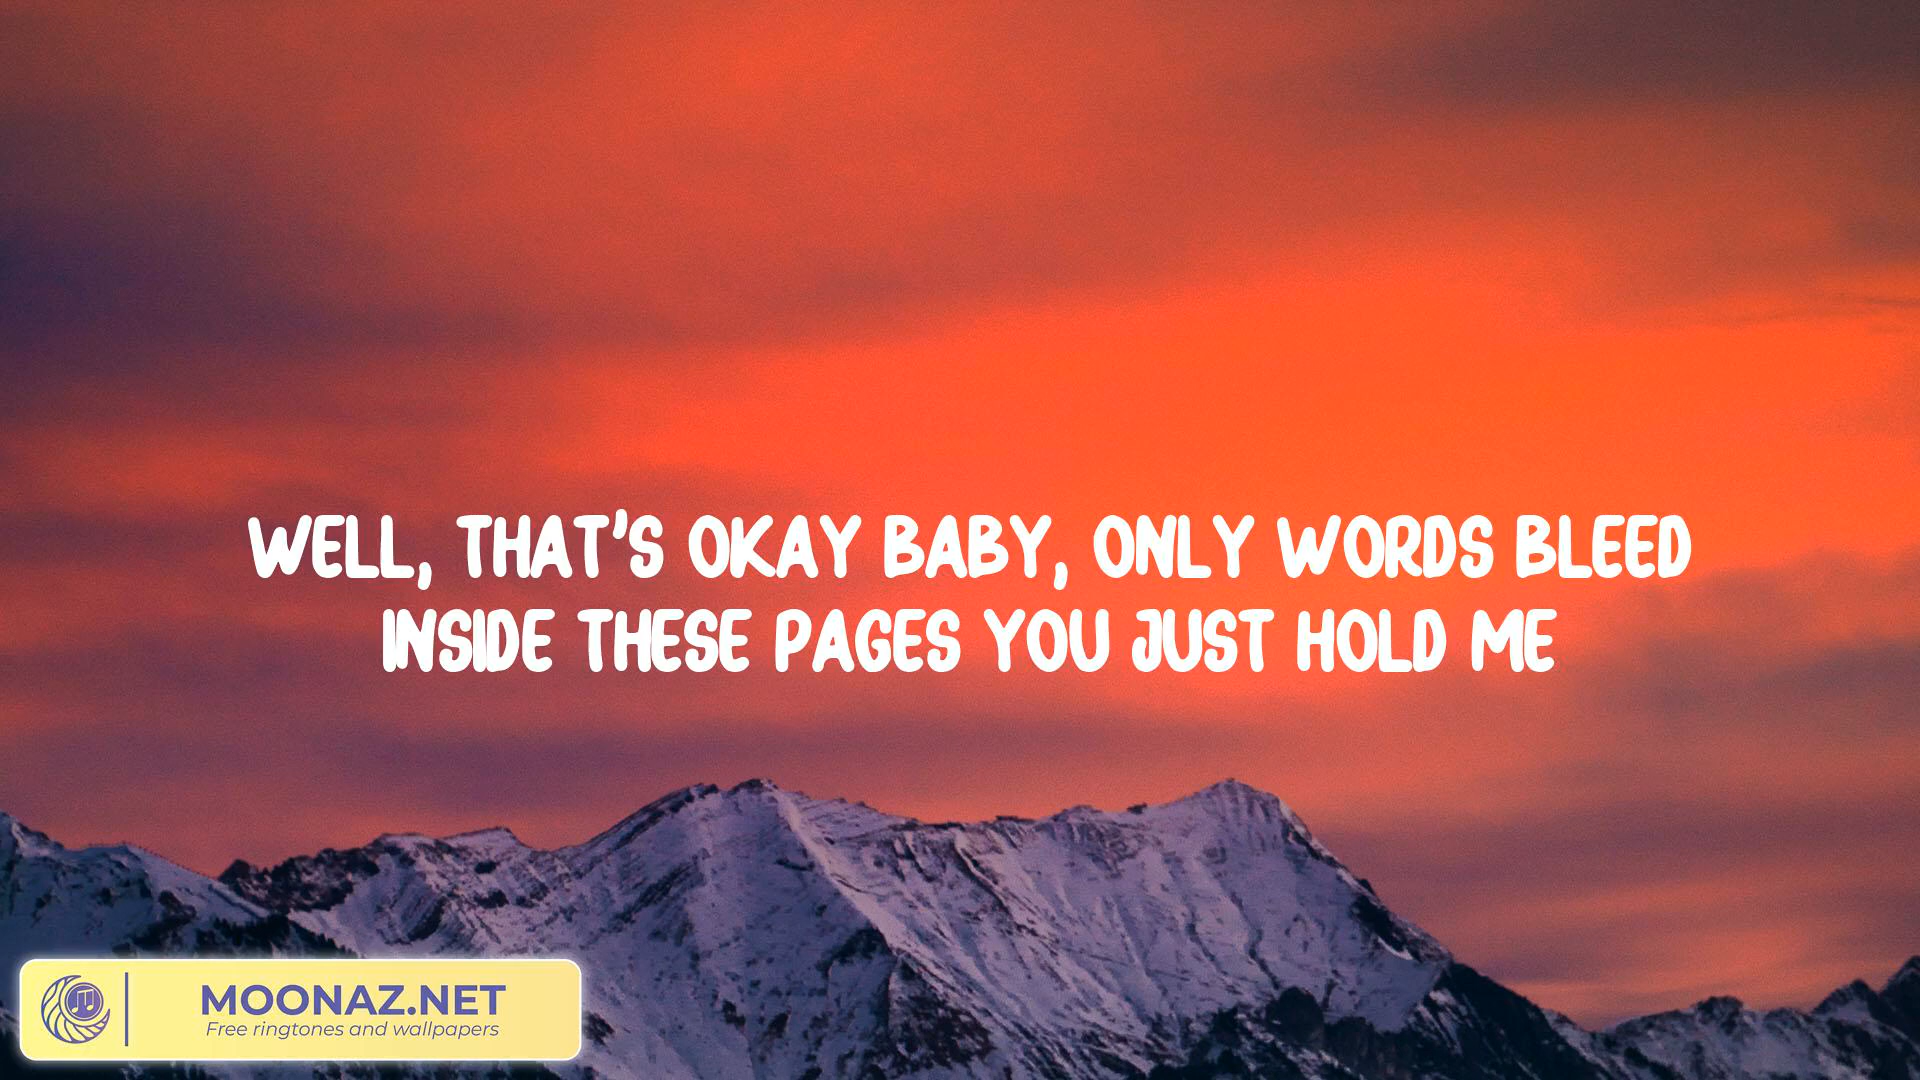 WELL, THAT'S OKAY BABY, ONLY WORDS BLEED
INSIDE THESE PAGES YOU JUST HOLD ME
MOONAZ.NET
Free ringtones and wallpapers